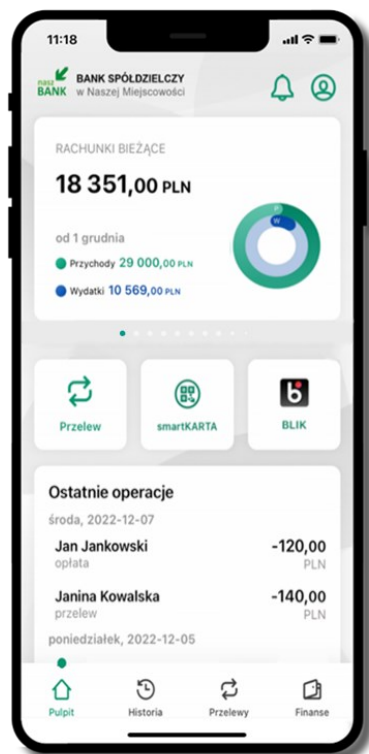 11:18
nasz BANK
BANK SPÓŁDZIELCZY
w Naszej Miejscowości
RACHUNKI BIEŻĄCE
18 351,00 PLN
od 1 grudnia
Przychody 29 000,00 PLN
Wydatki 10 569,00 PLN
P
W
Przelew
smartKARTA
BLIK
Ostatnie operacje
środa, 2022-12-07
Jan Jankowski -120,00
opłata PLN
Janina Kowalska -140,00
przelew PLN
poniedziałek, 2022-12-05
Pulpit
Historia
Przelewy
Finanse